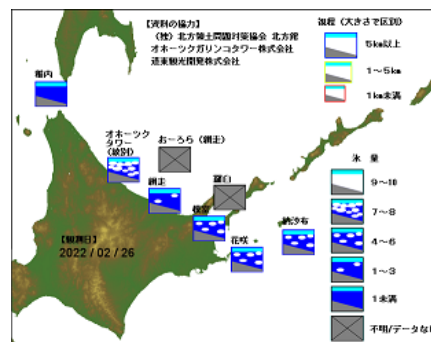 【資料の協力】
(社) 北方領土問題対策協会 北方館
オホーツクガリンコタワー株式会社
道東観光開発株式会社
視程 (大きさで区別)
5km以上
1～5km
1km未満
稚内
オホーツク
タワー
(紋別)
おーろら (網走)
網走
羅臼
枝富
花咲
納沙布
【観測日】
2022 / 02 / 26
氷 量
9～10
7～8
4～6
1～3
1未満
不明/データなし